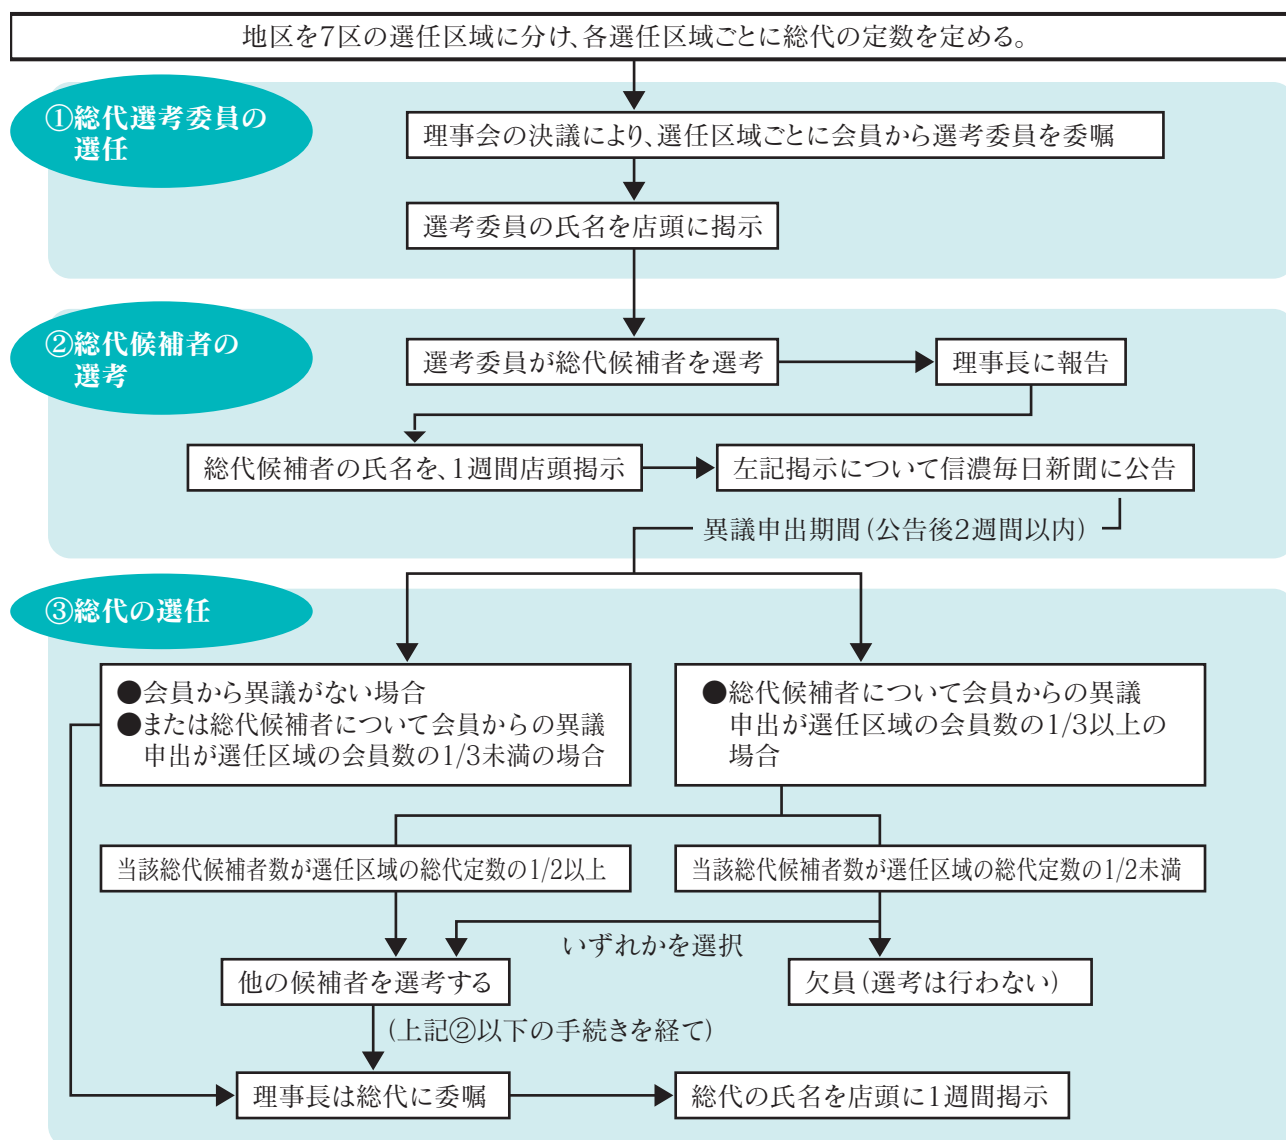 地区を7区の選任区域に分け、各選任区域ごとに総代の定数を定める。
①総代選考委員の
選任
理事会の決議により、選任区域ごとに会員から選考委員を委嘱
選考委員の氏名を店頭に掲示
②総代候補者の
選考
選考委員が総代候補者を選考
理事長に報告
総代候補者の氏名を、1週間店頭掲示
左記掲示について信濃毎日新聞に公告
異議申出期間(公告後2週間以内)
③総代の選任
●会員から異議がない場合
●または総代候補者について会員からの異議
申出が選任区域の会員数の1/3未満の場合
●総代候補者について会員からの異議
申出が選任区域の会員数の1/3以上の
場合
当該総代候補者数が選任区域の総代定数の1/2以上
当該総代候補者数が選任区域の総代定数の1/2未満
いずれかを選択
他の候補者を選考する
欠員(選考は行わない)
(上記②以下の手続きを経て)
理事長は総代に委嘱
総代の氏名を店頭に1週間掲示